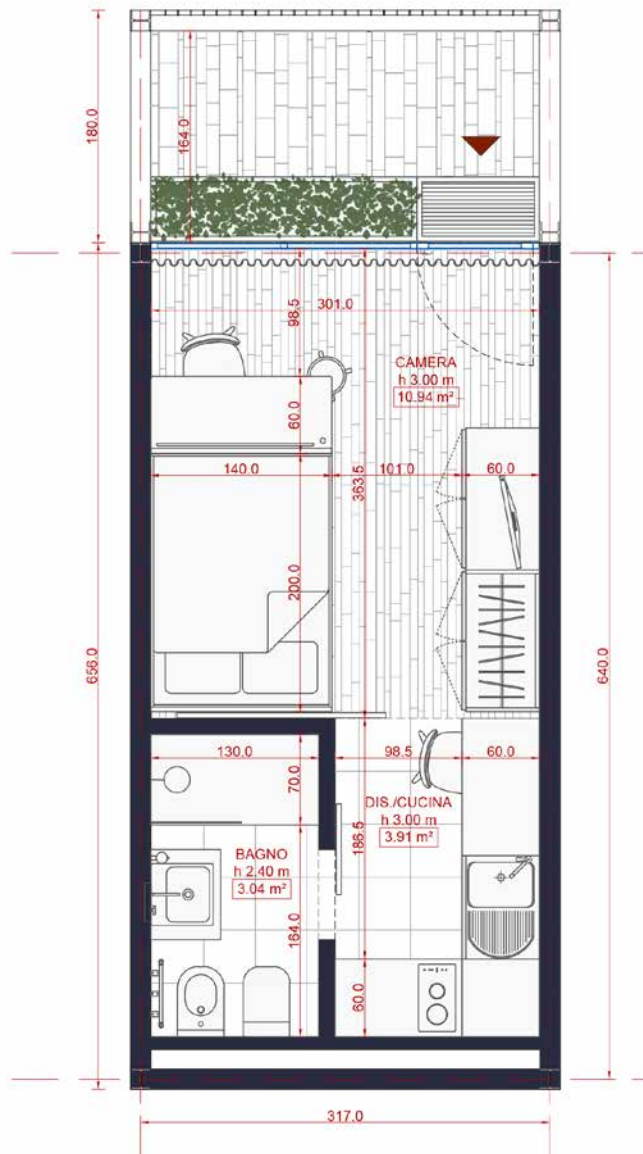 180.0
164.0
98.5
301.0
CAMERA
h 3.00 m
10.94 m²
60.0
140.0
363.5
101.0
60.0
200.0
656.0
640.0
130.0
70.0
98.5
60.0
DIS./CUCINA
h 3.00 m
3.91 m²
186.5
BAGNO
h 2.40 m
3.04 m²
164.0
60.0
317.0